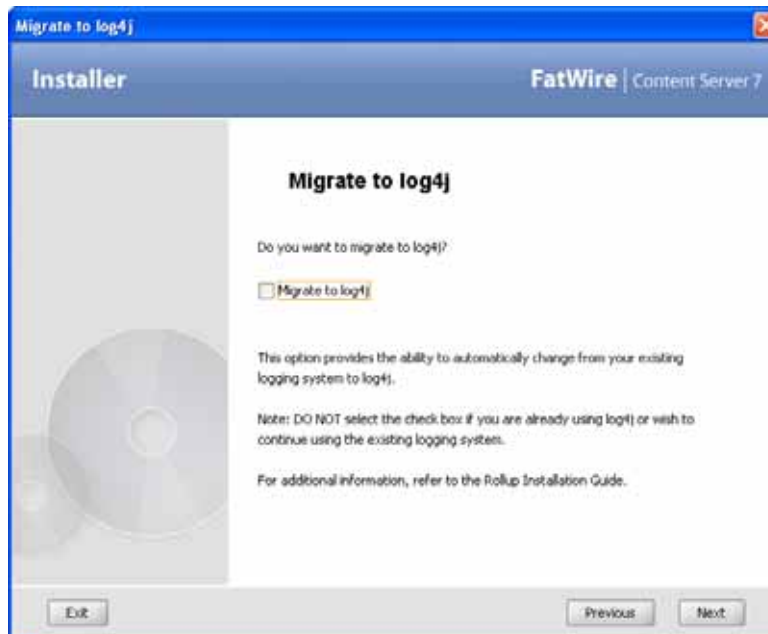 Migrate to log4j
Installer
FatWire | Content Server 7
Migrate to log4j
Do you want to migrate to log4j?
Migrate to log4j
This option provides the ability to automatically change from your existing
logging system to log4j.
Note: DO NOT select the check box if you are already using log4j or wish to
continue using the existing logging system.
For additional information, refer to the Rollup Installation Guide.
Exit
Previous
Next